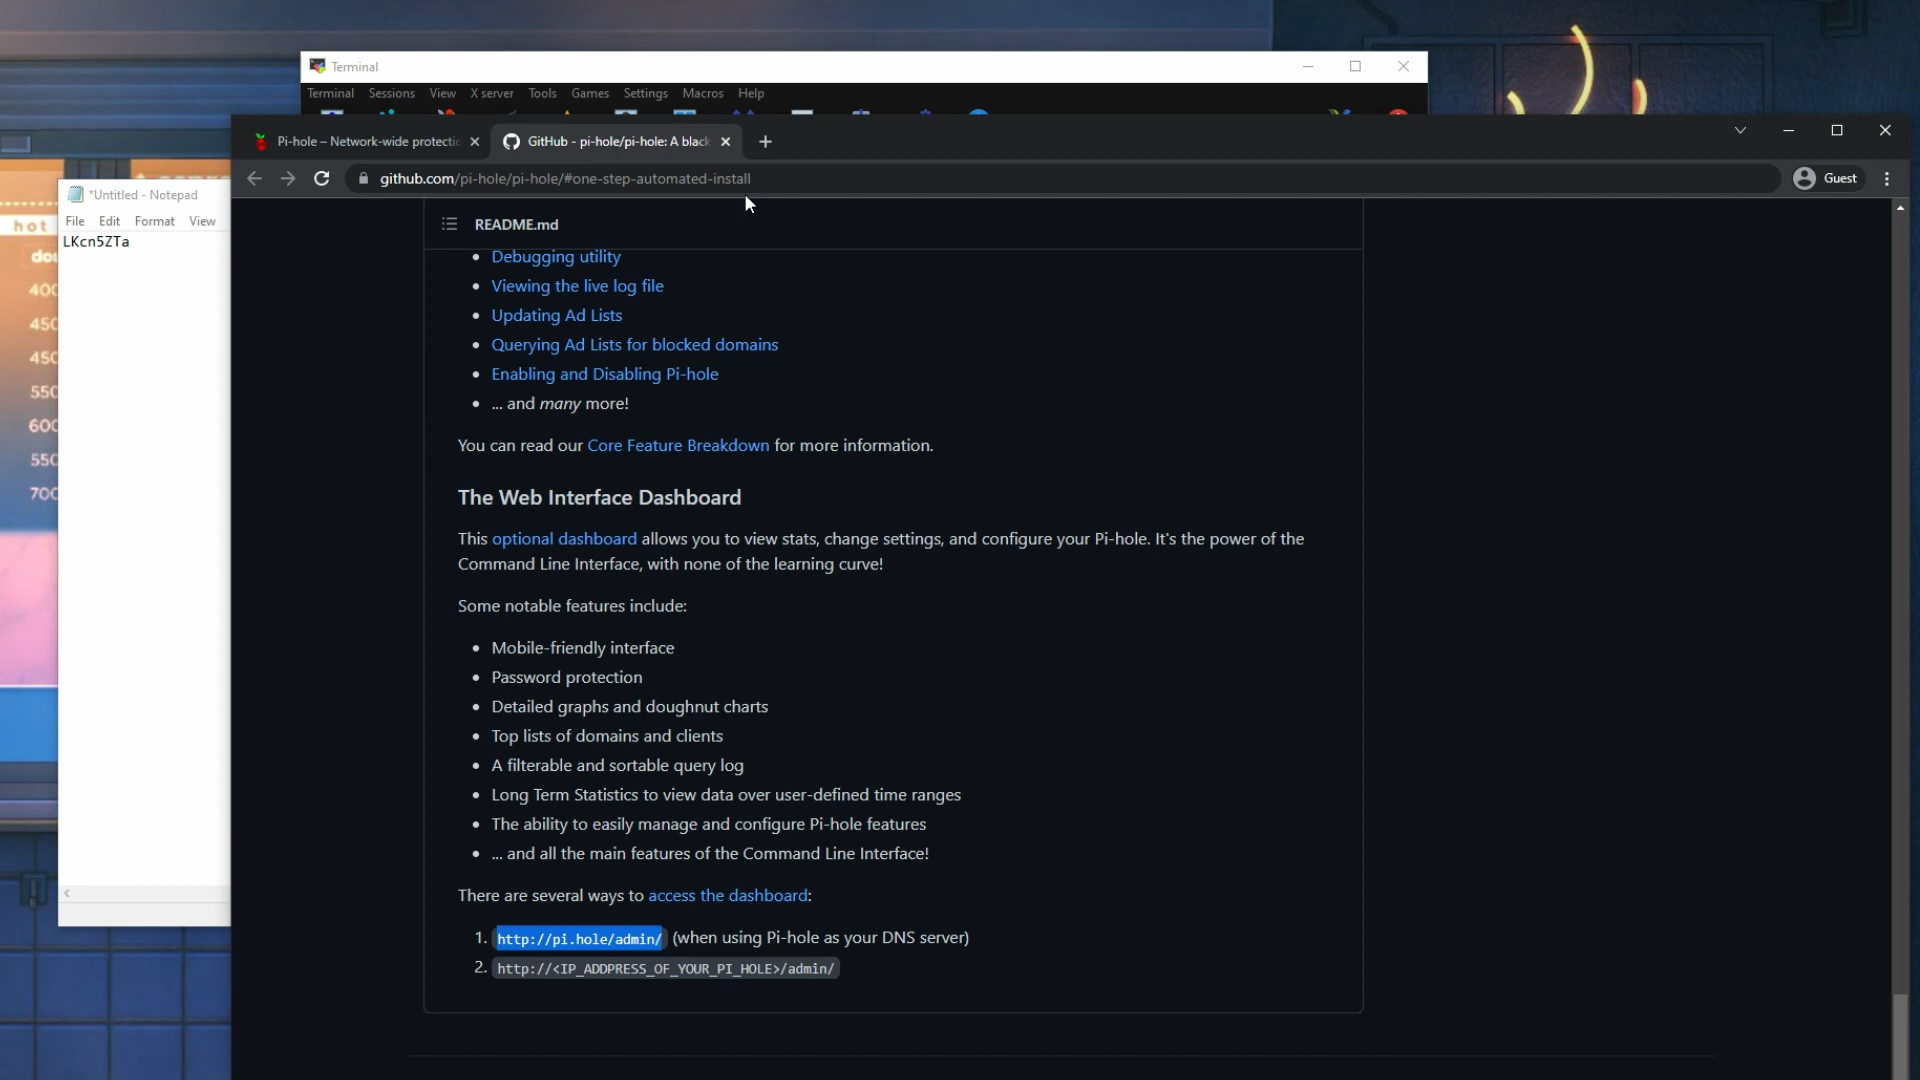 Terminal
Terminal Sessions View X server Tools Games Settings Macros Help
Pi-hole – Network-wide protectic
GitHub - pi-hole/pi-hole: A black
github.com/pi-hole/pi-hole/#one-step-automated-install
Guest
*Untitled - Notepad
File Edit Format View
LKcn5ZTa
hot
400
450
450
550
600
550
700
README.md
Debugging utility
Viewing the live log file
Updating Ad Lists
Querying Ad Lists for blocked domains
Enabling and Disabling Pi-hole
... and many more!
You can read our Core Feature Breakdown for more information.
The Web Interface Dashboard
This optional dashboard allows you to view stats, change settings, and configure your Pi-hole. It's the power of the
Command Line Interface, with none of the learning curve!
Some notable features include:
Mobile-friendly interface
Password protection
Detailed graphs and doughnut charts
Top lists of domains and clients
A filterable and sortable query log
Long Term Statistics to view data over user-defined time ranges
The ability to easily manage and configure Pi-hole features
... and all the main features of the Command Line Interface!
There are several ways to access the dashboard:
1. http://pi.hole/admin/ (when using Pi-hole as your DNS server)
2. http://<IP_ADDPRESS_OF_YOUR_PI_HOLE>/admin/